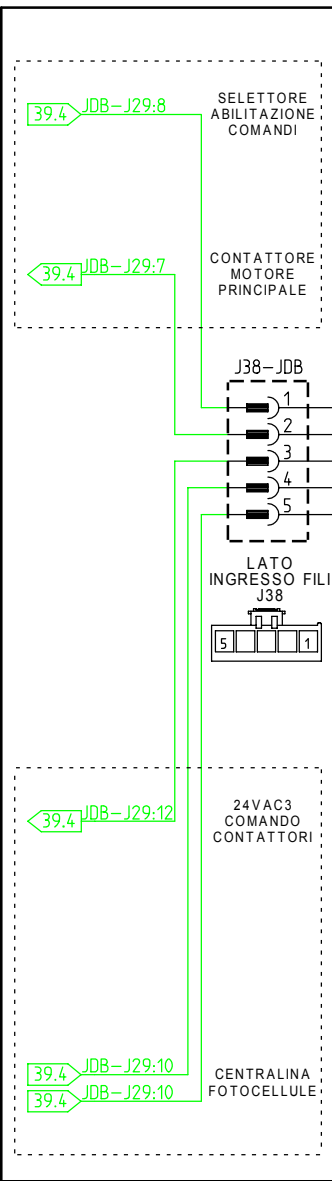 39.4 JDB-J29:8
SELETTORE
ABILITAZIONE
COMANDI
39.4 JDB-J29:7
CONTATTORE
MOTORE
PRINCIPALE
J38-JDB
1
2
3
4
5
LATO
INGRESSO FILI
J38
5 1
39.4 JDB-J29:12
24VAC3
COMANDO
CONTATTORI
39.4 JDB-J29:10
39.4 JDB-J29:10
CENTRALINA
FOTOCELLULE